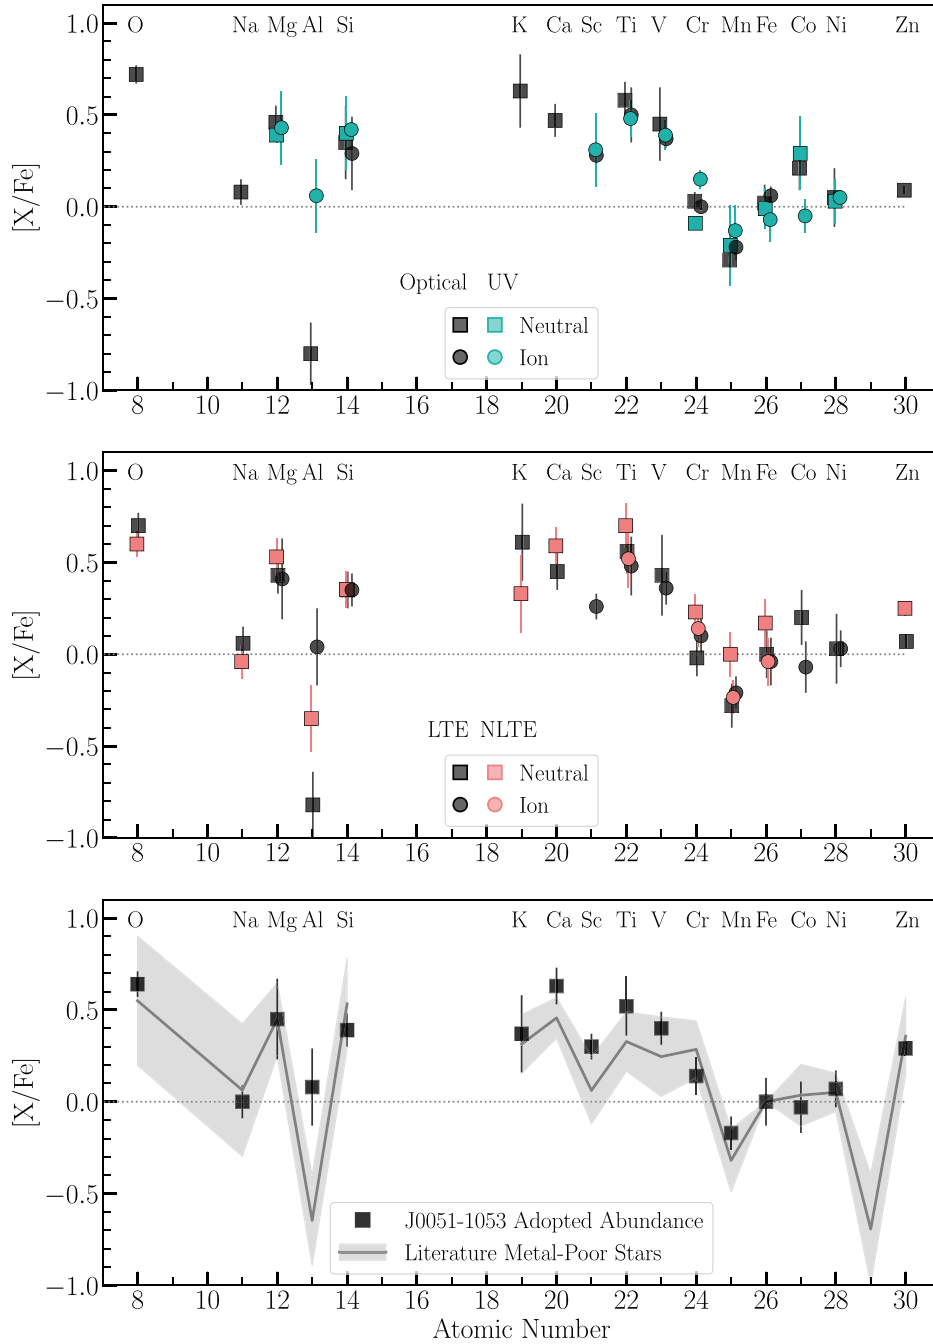 O Na Mg Al Si K Ca Sc Ti V Cr Mn Fe Co Ni Zn
1.0
0.5
0.0
−0.5
−1.0
[X/Fe]
Optical UV
Neutral
Ion
8 10 12 14 16 18 20 22 24 26 28 30
O Na Mg Al Si K Ca Sc Ti V Cr Mn Fe Co Ni Zn
1.0
0.5
0.0
−0.5
−1.0
[X/Fe]
LTE NLTE
Neutral
Ion
8 10 12 14 16 18 20 22 24 26 28 30
O Na Mg Al Si K Ca Sc Ti V Cr Mn Fe Co Ni Zn
1.0
0.5
0.0
−0.5
−1.0
[X/Fe]
J0051-1053 Adopted Abundance
Literature Metal-Poor Stars
8 10 12 14 16 18 20 22 24 26 28 30
Atomic Number